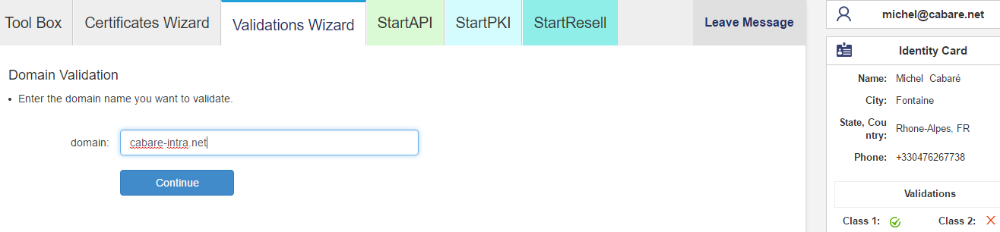 Tool Box
Certificates Wizard
Validations Wizard
StartAPI
StartPKI
StartResell
Leave Message
Domain Validation
Enter the domain name you want to validate.
domain: cabare-intra.net
Continue
michel@cabare.net
Identity Card
Name: Michel Cabaré
City: Fontaine
State, Cou
ntry: Rhone-Alpes, FR
Phone: +330476267738
Validations
Class 1: Class 2: